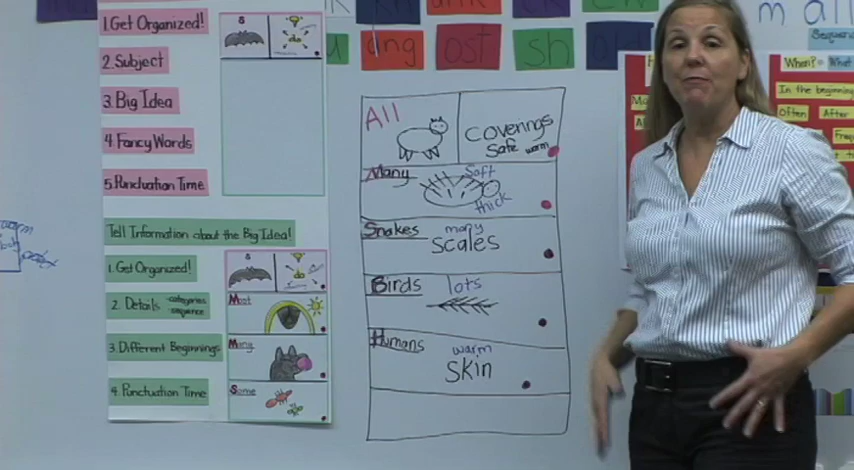 1. Get Organized!
S
2. Subject
3. Big Idea
4. Fancy Words
5. Punctuation Time
Tell Information about the Big Idea!
1. Get Organized!
S
2. Details
categories
sequence
Most
3. Different Beginnings
Many
4. Punctuation Time
Some
ang
ost
sh
All
Coverings
Safe warm
Many
Soft
thick
Snakes
many
Scales
Birds
lots
Humans
warm
Skin
m all
When?
What
In the beginning
Often
After